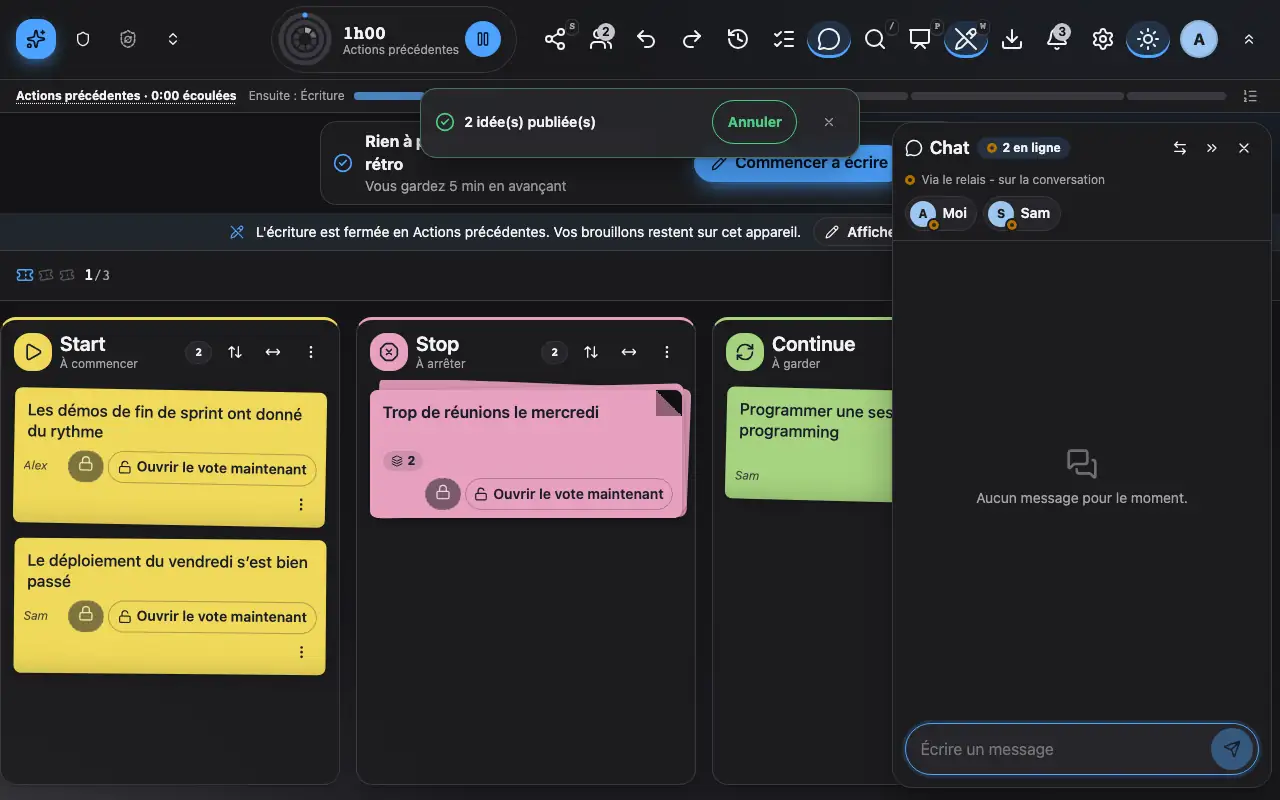 1h00
Actions précédentes
S
2
/
P
W
3
A
Actions précédentes · 0:00 écoulées
Ensuite : Écriture
2 idée(s) publiée(s)
Annuler
Rien à
rétro
Vous gardez 5 min en avançant
Commencer à écrire
L'écriture est fermée en Actions précédentes. Vos brouillons restent sur cet appareil.
1/3
Start
À commencer
2
Les démos de fin de sprint ont donné
du rythme
Alex
Ouvrir le vote maintenant
Le déploiement du vendredi s’est bien
passé
Sam
Ouvrir le vote maintenant
Stop
À arrêter
2
Trop de réunions le mercredi
2
Ouvrir le vote maintenant
Continue
À garder
Programmer une
programming
Sam
Chat
2 en ligne
Via le relais - sur la conversation
A
Moi
S
Sam
Aucun message pour le moment.
Écrire un message